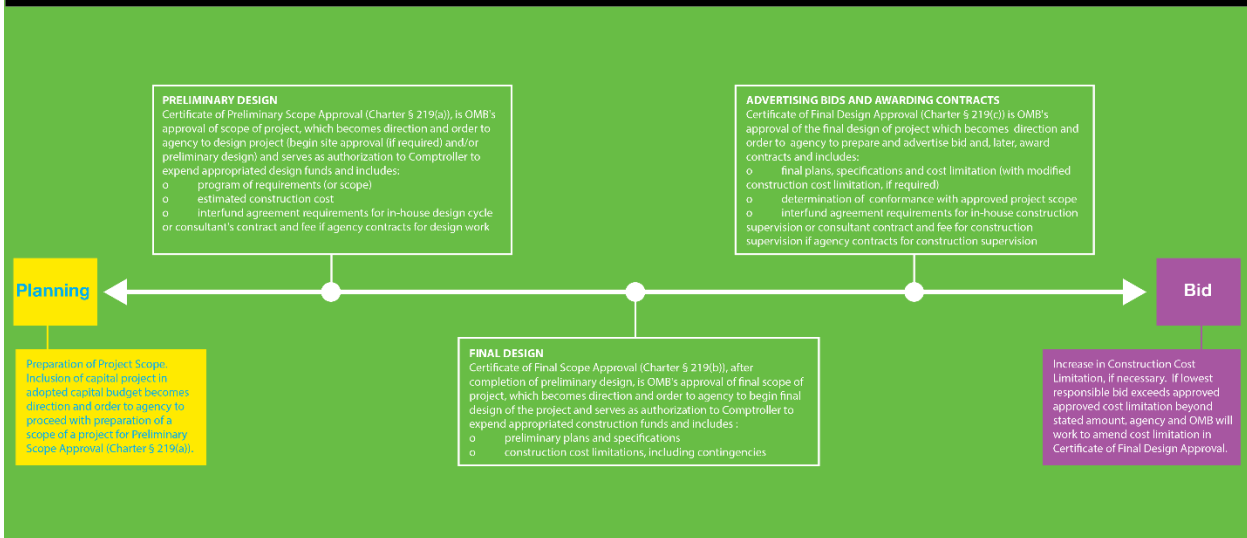 PRELIMINARY DESIGN
Certificate of Preliminary Scope Approval (Charter § 219(a)), is OMB's
approval of scope of project, which becomes direction and order to
agency to design project (begin site approval (if required) and/or
preliminary design) and serves as authorization to Comptroller to
expend appropriated design funds and includes:
o program of requirements (or scope)
o estimated construction cost
o interfund agreement requirements for in-house design cycle
or consultant's contract and fee if agency contracts for design work
ADVERTISING BIDS AND AWARDING CONTRACTS
Certificate of Final Design Approval (Charter § 219(c)) is OMB's
approval of the final design of project which becomes direction and
order to agency to prepare and advertise bid and, later, award
contracts and includes:
o final plans, specifications and cost limitation (with modified
construction cost limitation, if required)
o determination of conformance with approved project scope
o interfund agreement requirements for in-house construction
supervision or consultant contract and fee for construction
supervision if agency contracts for construction supervision
Planning
Bid
Preparation of Project Scope.
Inclusion of capital project in
adopted capital budget becomes
direction and order to agency to
proceed with preparation of a
scope of a project for Preliminary
Scope Approval (Charter § 219(a)).
FINAL DESIGN
Certificate of Final Scope Approval (Charter § 219(b)), after
completion of preliminary design, is OMB's approval of final scope of
project, which becomes direction and order to agency to begin final
design of the project and serves as authorization to Comptroller to
expend appropriated construction funds and includes :
o preliminary plans and specifications
o construction cost limitations, including contingencies
Increase in Construction Cost
Limitation, if necessary. If lowest
responsible bid exceeds approved
approved cost limitation beyond
stated amount, agency and OMB will
work to amend cost limitation in
Certificate of Final Design Approval.